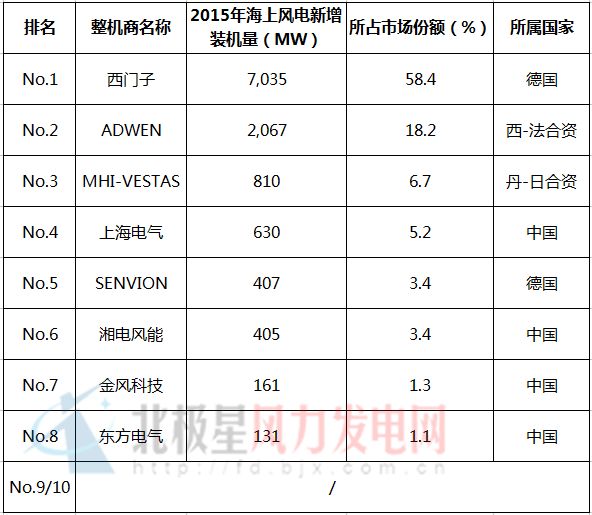 排名 整机商名称 2015年海上风电新增装机量（MW） 所占市场份额（%） 所属国家
No.1 西门子 7,035 58.4 德国
No.2 ADWEN 2,067 18.2 西-法合资
No.3 MHI-VESTAS 810 6.7 丹-日合资
No.4 上海电气 630 5.2 中国
No.5 SENVION 407 3.4 德国
No.6 湘电风能 405 3.4 中国
No.7 金风科技 161 1.3 中国
No.8 东方电气 131 1.1 中国
No.9/10 /
北极星风力发电网
http://fd.bjx.com.cn